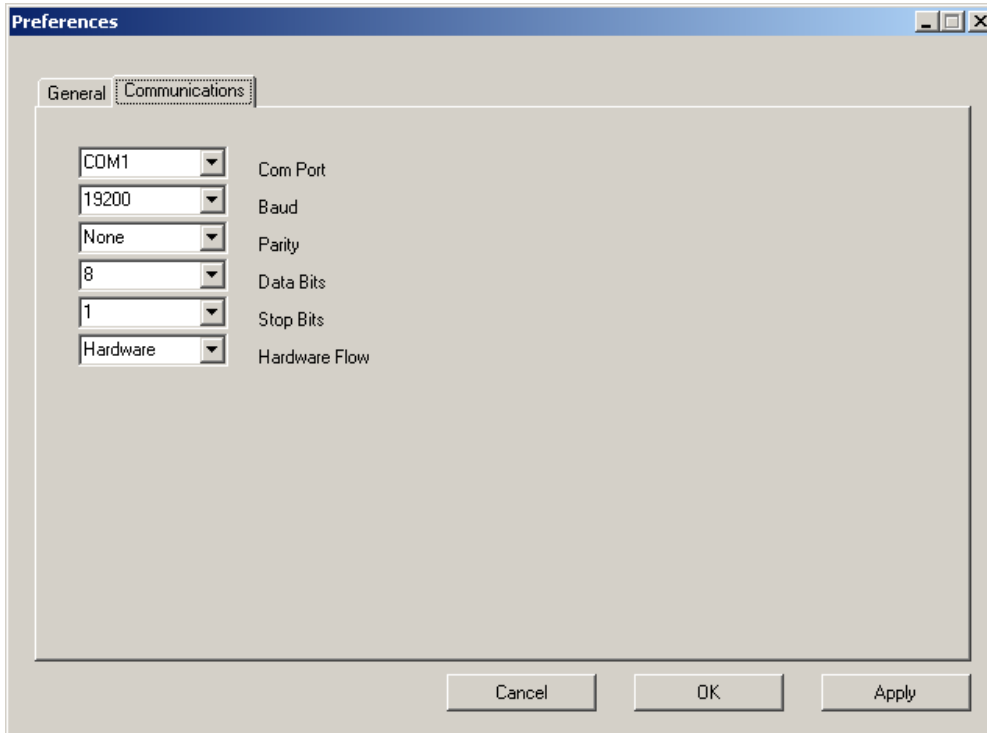 Preferences
General Communications
COM1 Com Port
19200 Baud
None Parity
8 Data Bits
1 Stop Bits
Hardware Hardware Flow
Cancel OK Apply